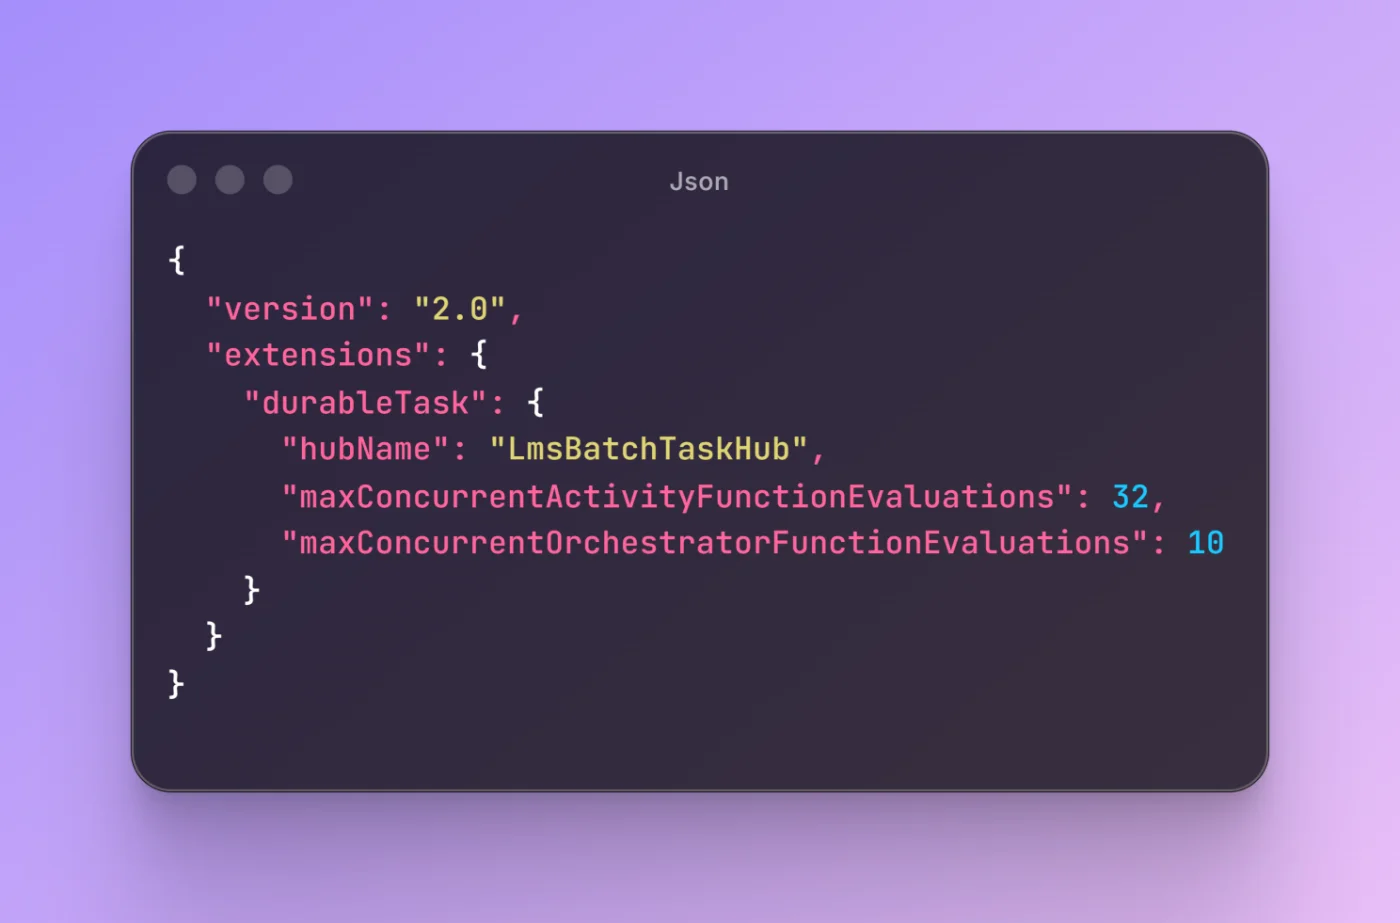 Json
{
  "version": "2.0",
  "extensions": {
    "durableTask": {
      "hubName": "LmsBatchTaskHub",
      "maxConcurrentActivityFunctionEvaluations": 32,
      "maxConcurrentOrchestratorFunctionEvaluations": 10
    }
  }
}